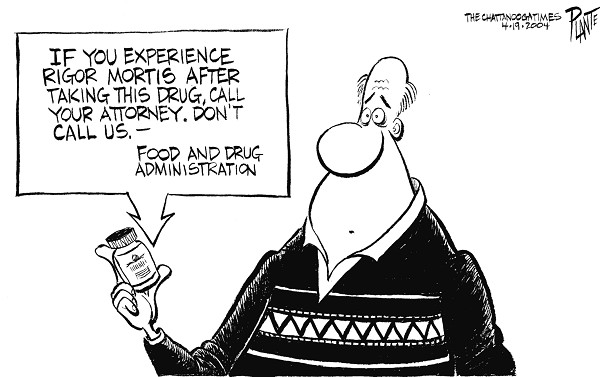 THE CHATTANOOGA TIMES
4.19.2004
PLANTE
IF YOU EXPERIENCE
RIGOR MORTIS AFTER
TAKING THIS DRUG, CALL
YOUR ATTORNEY. DON'T
CALL US.—
FOOD AND DRUG
ADMINISTRATION